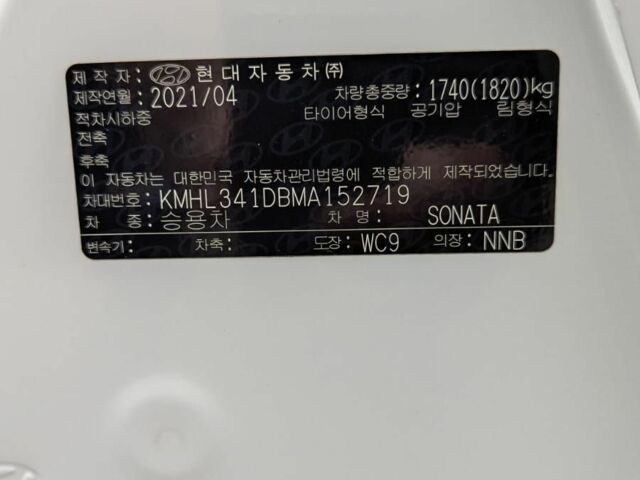 제 작 자: 현대자동차㈜
제작연월: 2021/04 차량총중량: 1740(1820)kg
적차시하중 타이어형식 공기압 림형식
전축
후축
이 자동차는 대한민국 자동차관리법령에 적합하게 제작되었습니다.
차대번호: KMHL341DBMA152719
차 종: 승용차 차 명: SONATA
변속기: 차축: 도장: WC9 의장: NNB